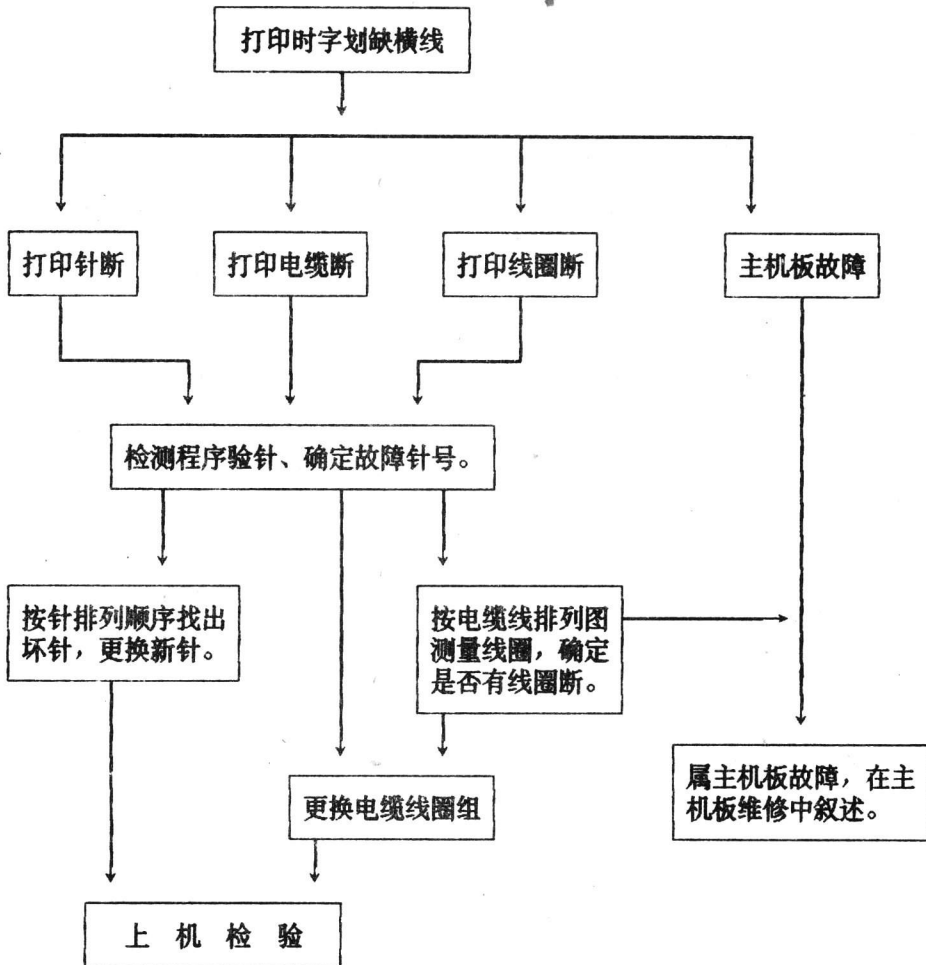 打印时字划缺横线
打印针断
打印电缆断
打印线圈断
主机板故障
检测程序验针、确定故障针号。
按针排列顺序找出
坏针，更换新针。
按电缆线排列图
测量线圈，确定
是否有线圈断。
属主机板故障，在主
机板维修中叙述。
更换电缆线圈组
上 机 检 验